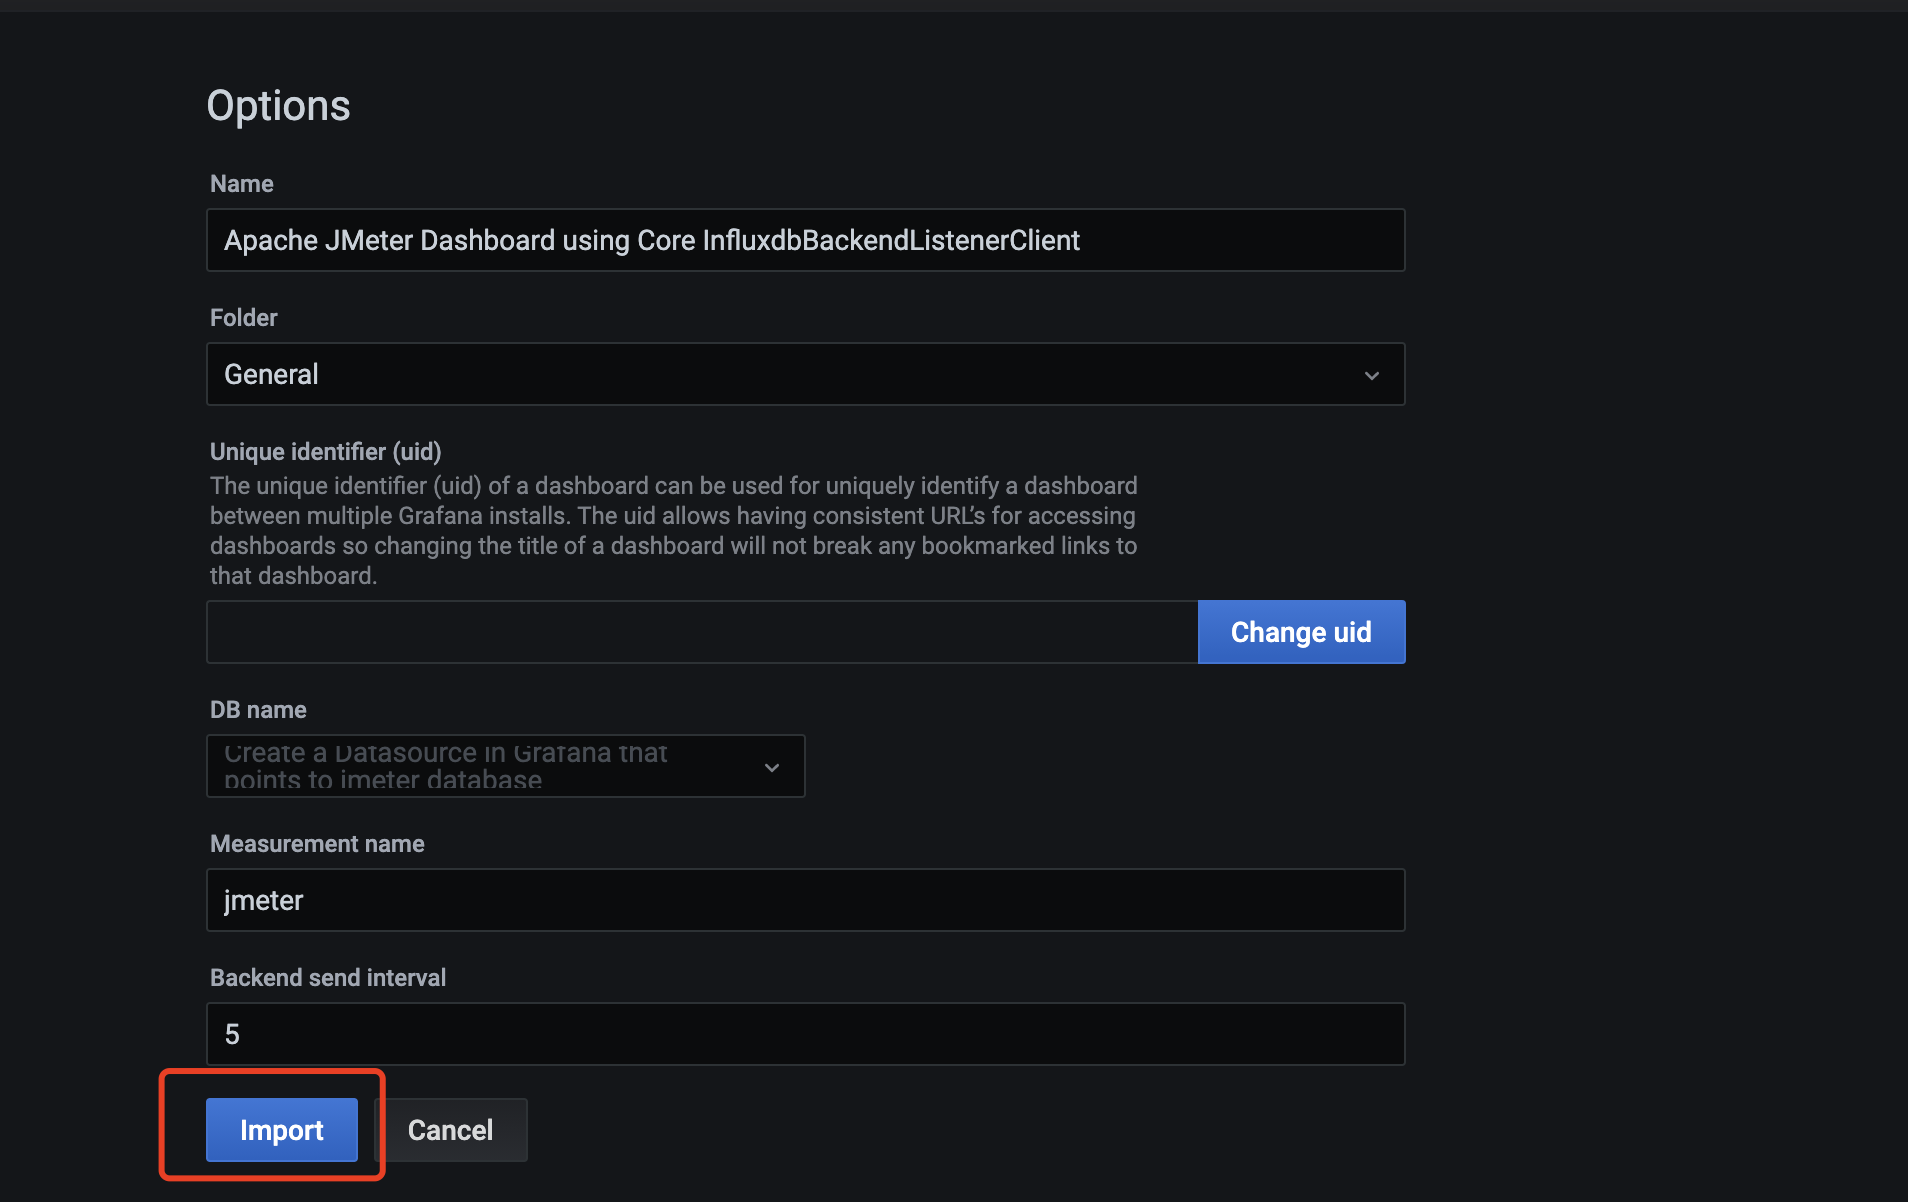 Options
Name
Apache JMeter Dashboard using Core InfluxdbBackendListenerClient
Folder
General
Unique identifier (uid)
The unique identifier (uid) of a dashboard can be used for uniquely identify a dashboard
between multiple Grafana installs. The uid allows having consistent URL’s for accessing
dashboards so changing the title of a dashboard will not break any bookmarked links to
that dashboard.
Change uid
DB name
Create a Datasource in Grafana that
points to jmeter database
Measurement name
jmeter
Backend send interval
5
Import Cancel